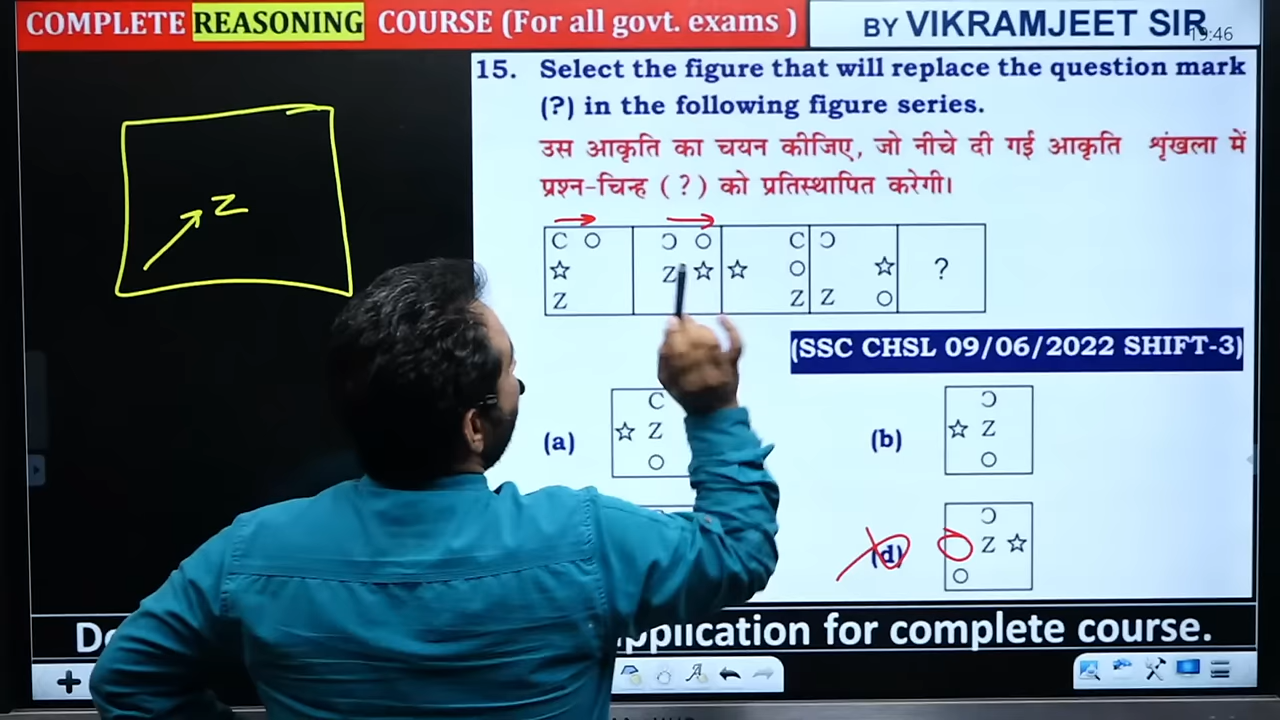 COMPLETE REASONING COURSE (For all govt. exams )
BY VIKRAMJEET SIR
19:46
15. Select the figure that will replace the question mark
(?) in the following figure series.
उस आकृति का चयन कीजिए, जो नीचे दी गई आकृति शृंखला में
प्रश्न-चिन्ह ( ? ) को प्रतिस्थापित करेगी।
Z
C ○ Ɔ ○ C Ɔ
☆ Z ☆ ☆ ○ ☆ ?
Z Z Z ○
(SSC CHSL 09/06/2022 SHIFT-3)
C
(a) ☆ Z
○
Ɔ
(b) ☆ Z
○
Ɔ
(d) Z ☆
○
pplication for complete course.